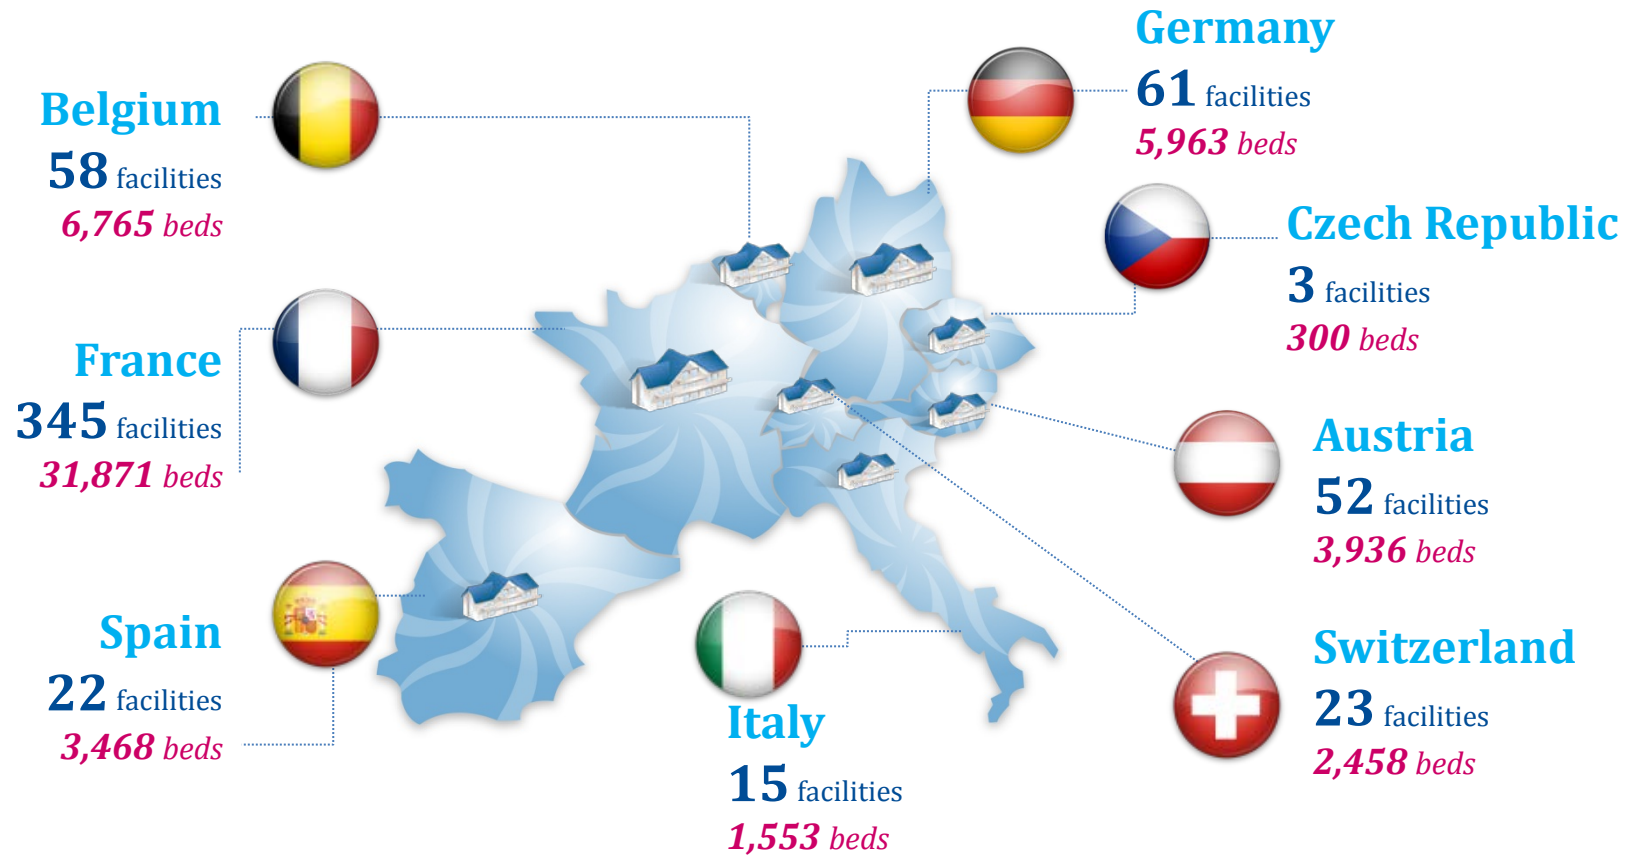 Belgium
58 facilities
6,765 beds
France
345 facilities
31,871 beds
Spain
22 facilities
3,468 beds
Italy
15 facilities
1,553 beds
Germany
61 facilities
5,963 beds
Czech Republic
3 facilities
300 beds
Austria
52 facilities
3,936 beds
Switzerland
23 facilities
2,458 beds